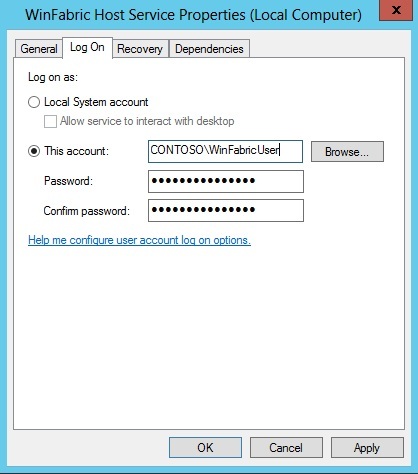 WinFabric Host Service Properties (Local Computer)
x
General Log On Recovery Dependencies
Log on as:
Local System account
Allow service to interact with desktop
This account: CONTOSO\WinFabricUser Browse...
Password: •••••••••••••••
Confirm password: •••••••••••••••
Help me configure user account log on options.
OK Cancel Apply